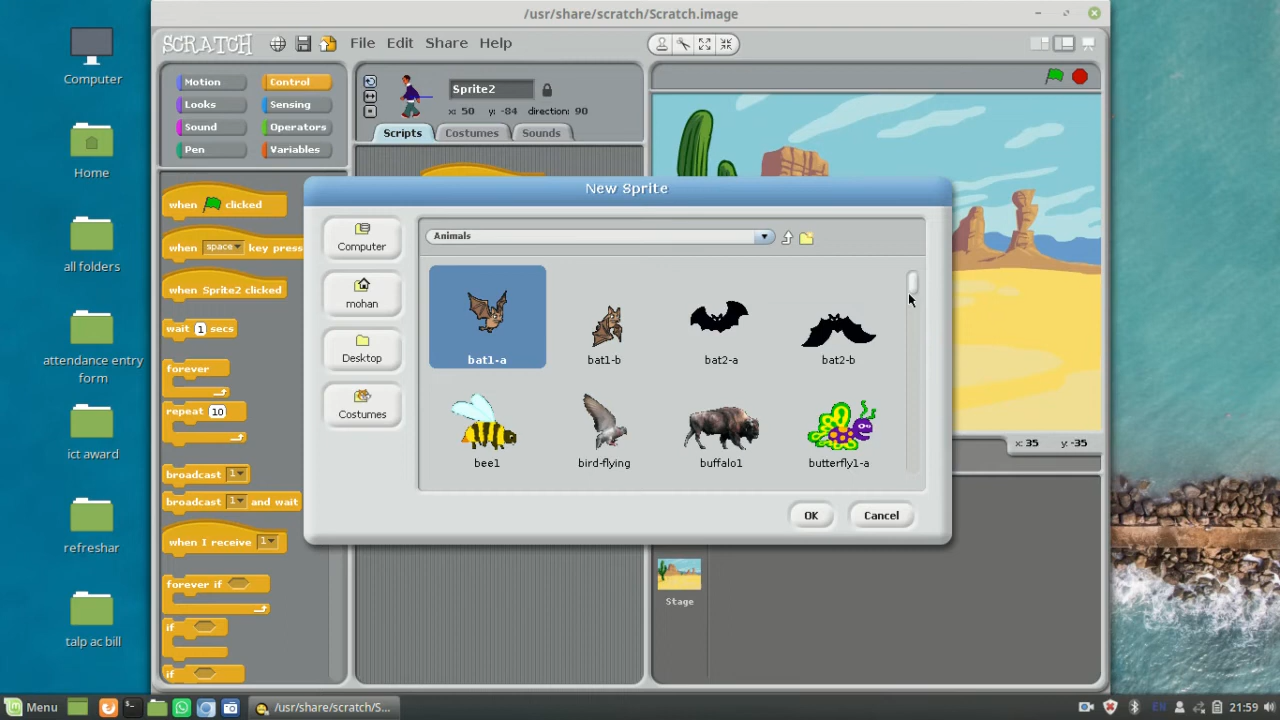 /usr/share/scratch/Scratch.image
SCRATCH
File Edit Share Help
Motion
Control
Looks
Sensing
Sound
Operators
Pen
Variables
Sprite2
x: 50 y: -84 direction: 90
Scripts
Costumes
Sounds
when clicked
when space key press
when Sprite2 clicked
wait 1 secs
forever
repeat 10
broadcast 1
broadcast 1 and wait
when I receive 1
forever if
if
if
New Sprite
Computer
mohan
Desktop
Costumes
Animals
bat1-a
bat1-b
bat2-a
bat2-b
bee1
bird-flying
buffalo1
butterfly1-a
OK
Cancel
x: 35 y: -35
Stage
Computer
Home
all folders
attendance entry
form
ict award
refreshar
talp ac bill
Menu
/usr/share/scratch/S...
EN
21:59